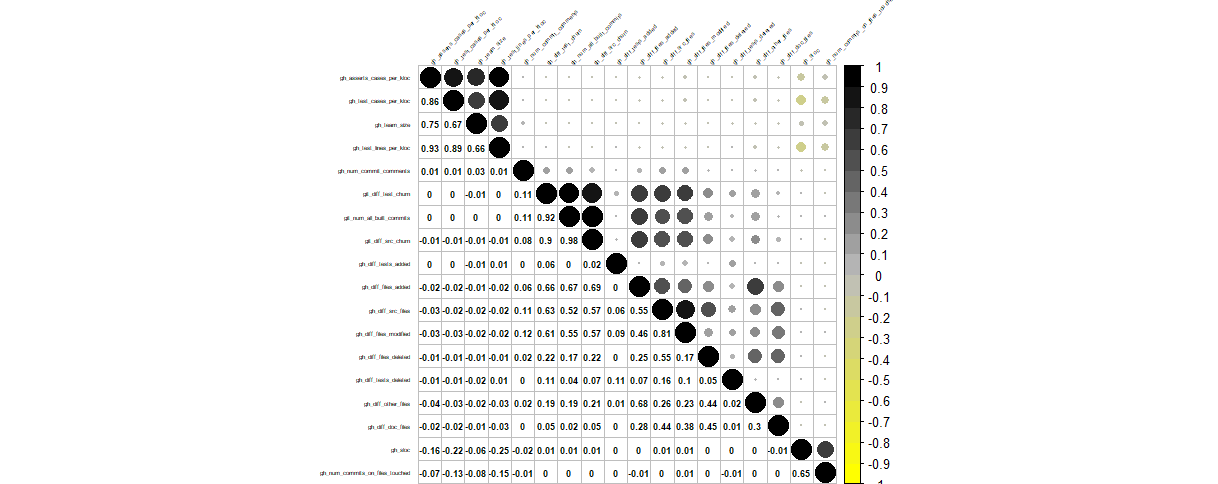 gh_asserts_cases_per_kloc
gh_test_cases_per_kloc
gh_team_size
gh_test_lines_per_kloc
gh_num_commit_comments
git_diff_test_churn
git_num_all_built_commits
git_diff_src_churn
gh_diff_tests_added
gh_diff_files_added
gh_diff_src_files
gh_diff_files_modified
gh_diff_files_deleted
gh_diff_tests_deleted
gh_diff_other_files
gh_diff_doc_files
gh_sloc
gh_asserts_cases_per_kloc 1
0.9
gh_test_cases_per_kloc 0.86 0.8
gh_team_size 0.75 0.67 0.7
0.6
gh_test_lines_per_kloc 0.93 0.89 0.66 0.5
gh_num_commit_comments 0.01 0.01 0.03 0.01 0.4
git_diff_test_churn 0 0 -0.01 0 0.11
0.3
git_num_all_built_commits 0 0 0 0 0.11 0.92
0.2
git_diff_src_churn -0.01 -0.01 -0.01 -0.01 0.08 0.9 0.98
0.1
gh_diff_tests_added 0 0 -0.01 0.01 0 0.06 0 0.02
0
gh_diff_files_added -0.02 -0.02 -0.01 -0.02 0.06 0.66 0.67 0.69 0
-0.1
gh_diff_src_files -0.03 -0.02 -0.02 -0.02 0.11 0.63 0.52 0.57 0.06 0.55
-0.2
gh_diff_files_modified -0.03 -0.03 -0.02 -0.02 0.12 0.61 0.55 0.57 0.09 0.46 0.81
-0.3
gh_diff_files_deleted -0.01 -0.01 -0.01 -0.01 0.02 0.22 0.17 0.22 0 0.25 0.55 0.17
-0.4
gh_diff_tests_deleted -0.01 -0.01 -0.02 0.01 0 0.11 0.04 0.07 0.11 0.07 0.16 0.1 0.05
-0.5
gh_diff_other_files -0.04 -0.03 -0.02 -0.03 0.02 0.19 0.19 0.21 0.01 0.68 0.26 0.23 0.44 0.02
-0.6
gh_diff_doc_files -0.02 -0.02 -0.01 -0.03 0 0.05 0.02 0.05 0 0.28 0.44 0.38 0.45 0.01 0.3
-0.7
gh_sloc -0.16 -0.22 -0.06 -0.25 -0.02 0.01 0.01 0.01 0 0 0.01 0.01 0 0 0 -0.01
-0.8
-0.9
gh_num_commits_on_files_touched -0.07 -0.13 -0.08 -0.15 -0.01 0 0 0 0 -0.01 0 0.01 0 -0.01 0 0 0.65